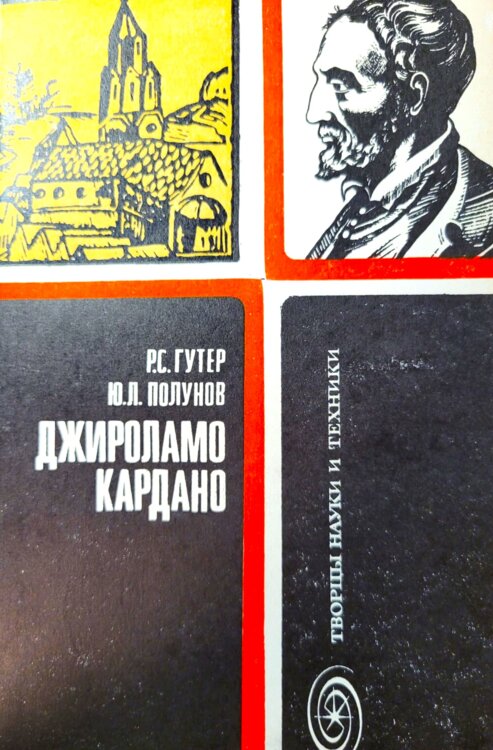 Р.С. ГУТЕР
Ю.Л. ПОЛУНОВ
ДЖИРОЛАМО
КАРДАНО
ТВОРЦЫ НАУКИ И ТЕХНИКИ